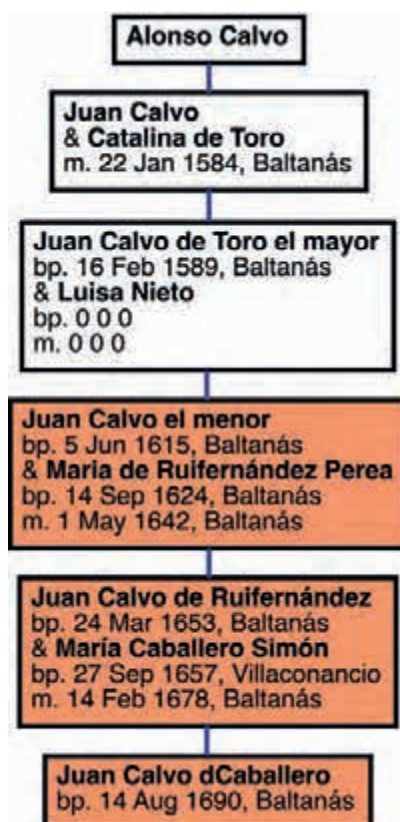 Alonso Calvo
Juan Calvo
& Catalina de Toro
m. 22 Jan 1584, Baltanás
Juan Calvo de Toro el mayor
bp. 16 Feb 1589, Baltanás
& Luisa Nieto
bp. 0 0 0
m. 0 0 0
Juan Calvo el menor
bp. 5 Jun 1615, Baltanás
& Maria de Ruifernández Perea
bp. 14 Sep 1624, Baltanás
m. 1 May 1642, Baltanás
Juan Calvo de Ruifernández
bp. 24 Mar 1653, Baltanás
& María Caballero Simón
bp. 27 Sep 1657, Villaconancio
m. 14 Feb 1678, Baltanás
Juan Calvo dCaballero
bp. 14 Aug 1690, Baltanás